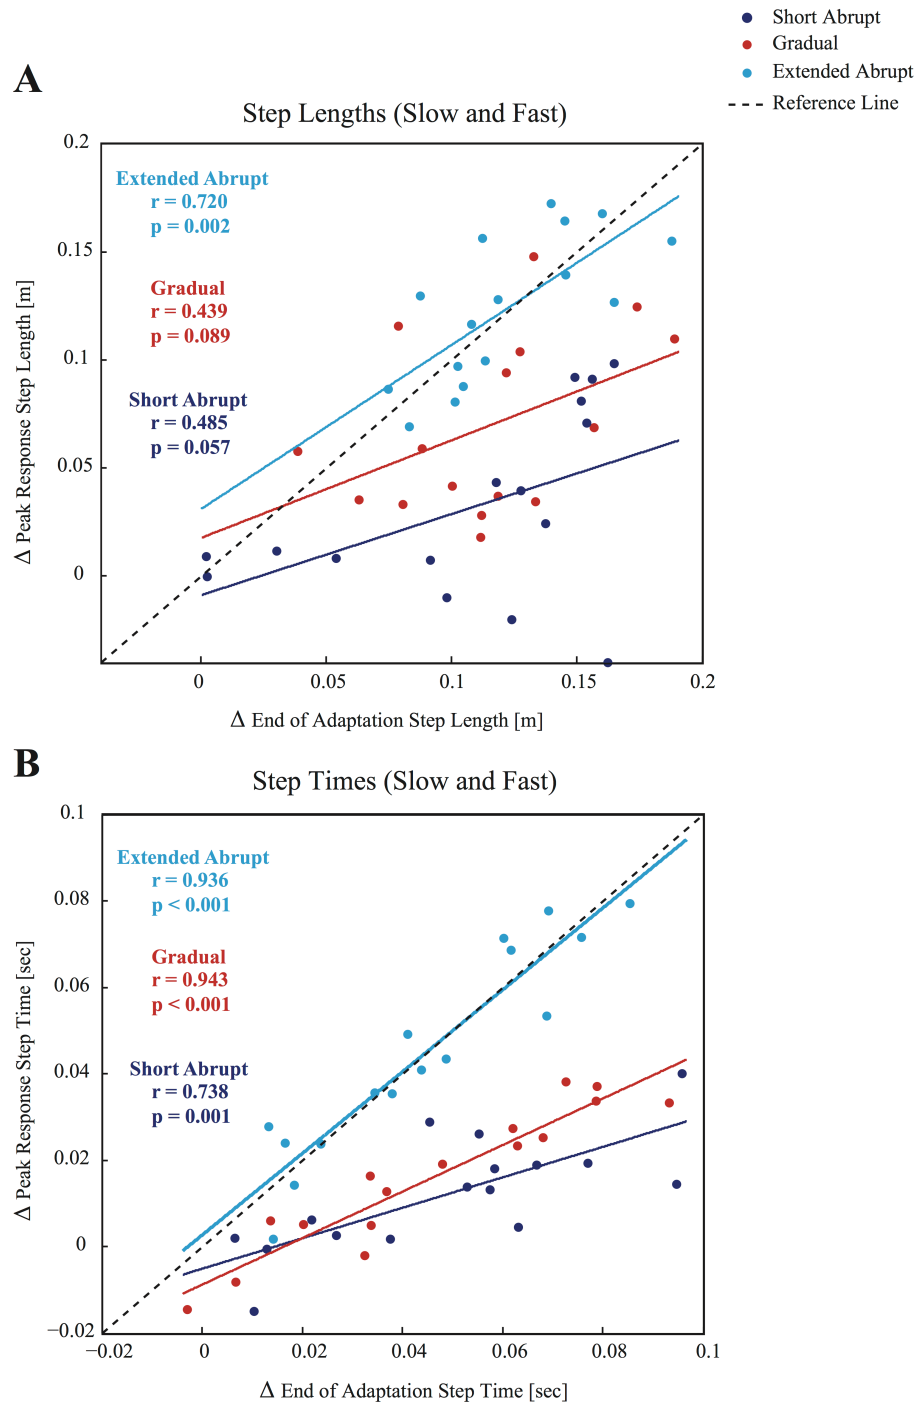 Short Abrupt
Gradual
Extended Abrupt
Reference Line
A
Step Lengths (Slow and Fast)
Extended Abrupt
r = 0.720
p = 0.002
Gradual
r = 0.439
p = 0.089
Short Abrupt
r = 0.485
p = 0.057
Δ Peak Response Step Length [m]
0.2
0.15
0.1
0.05
0
0 0.05 0.1 0.15 0.2
Δ End of Adaptation Step Length [m]
B
Step Times (Slow and Fast)
Extended Abrupt
r = 0.936
p < 0.001
Gradual
r = 0.943
p < 0.001
Short Abrupt
r = 0.738
p = 0.001
Δ Peak Response Step Time [sec]
0.1
0.08
0.06
0.04
0.02
0
−0.02
−0.02 0 0.02 0.04 0.06 0.08 0.1
Δ End of Adaptation Step Time [sec]